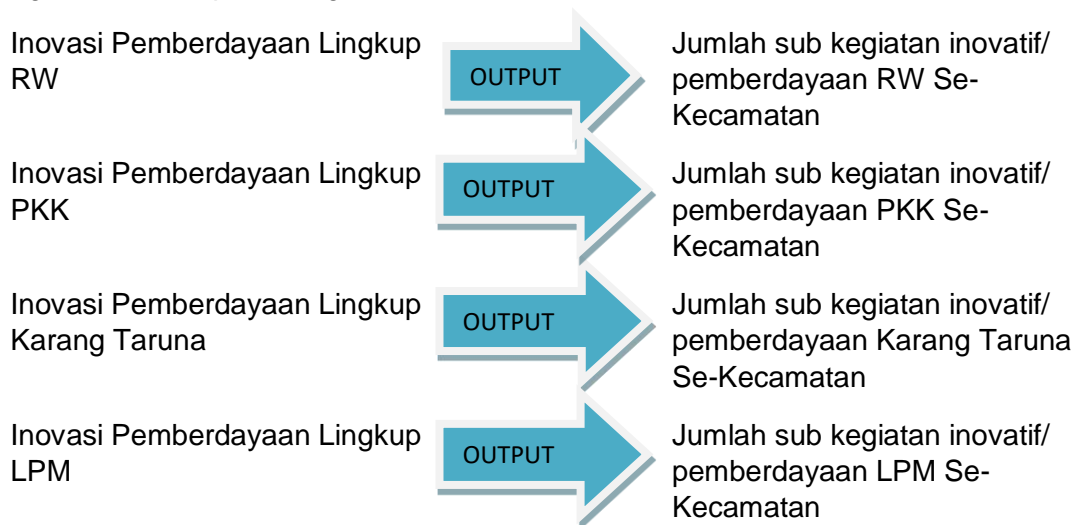 Inovasi Pemberdayaan Lingkup
RW
OUTPUT
Jumlah sub kegiatan inovatif/
pemberdayaan RW Se-
Kecamatan
Inovasi Pemberdayaan Lingkup
PKK
OUTPUT
Jumlah sub kegiatan inovatif/
pemberdayaan PKK Se-
Kecamatan
Inovasi Pemberdayaan Lingkup
Karang Taruna
OUTPUT
Jumlah sub kegiatan inovatif/
pemberdayaan Karang Taruna
Se-Kecamatan
Inovasi Pemberdayaan Lingkup
LPM
OUTPUT
Jumlah sub kegiatan inovatif/
pemberdayaan LPM Se-
Kecamatan